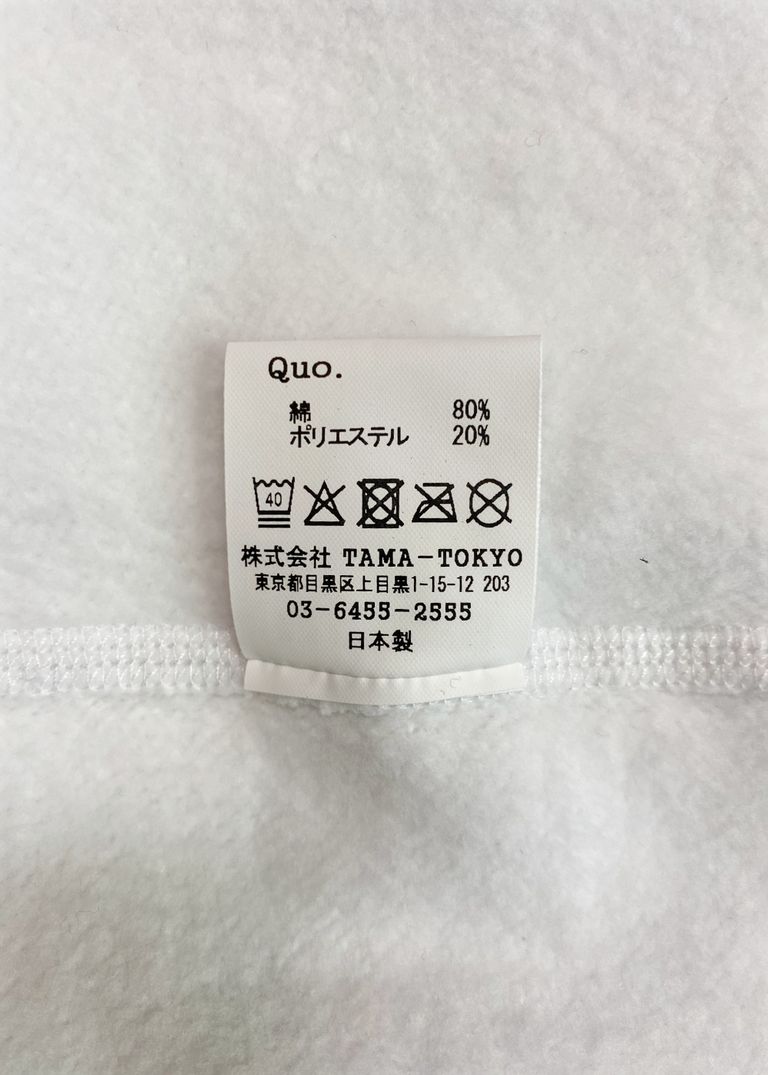 Quo.
綿 80%
ポリエステル 20%
40
株式会社 TAMA-TOKYO
東京都目黒区上目黒1-15-12 203
03-6455-2555
日本製